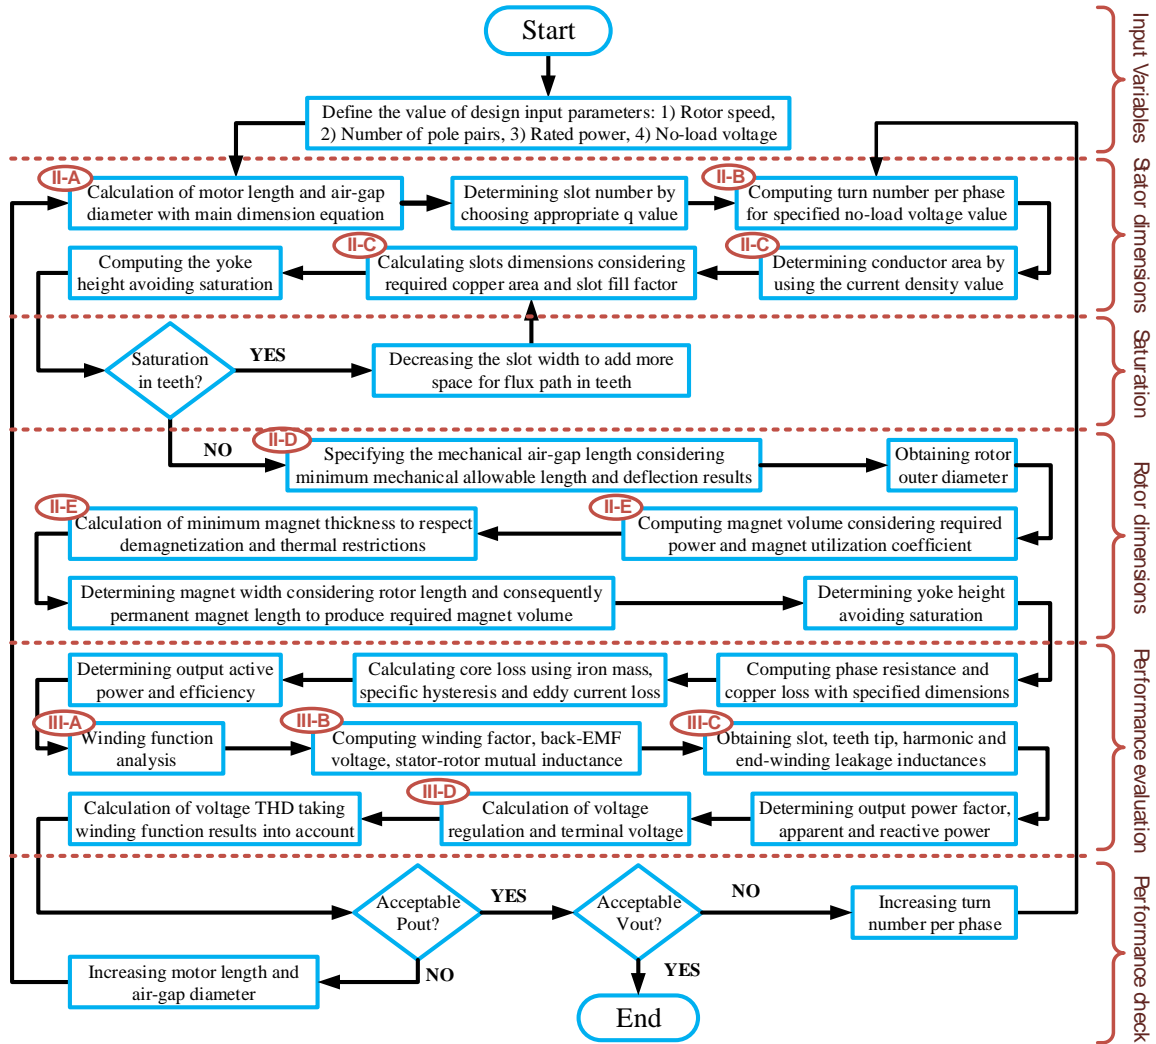 Start
Define the value of design input parameters: 1) Rotor speed,
2) Number of pole pairs, 3) Rated power, 4) No-load voltage
Input Variables
II-A
Calculation of motor length and air-gap
diameter with main dimension equation
Determining slot number by
choosing appropriate q value
II-B
Computing turn number per phase
for specified no-load voltage value
II-C
Determining conductor area by
using the current density value
II-C
Calculating slots dimensions considering
required copper area and slot fill factor
Computing the yoke
height avoiding saturation
Stator dimensions
Saturation
in teeth?
YES
Decreasing the slot width to add more
space for flux path in teeth
Saturation
NO
II-D
Specifying the mechanical air-gap length considering
minimum mechanical allowable length and deflection results
Obtaining rotor
outer diameter
II-E
Computing magnet volume considering required
power and magnet utilization coefficient
II-E
Calculation of minimum magnet thickness to respect
demagnetization and thermal restrictions
Determining magnet width considering rotor length and consequently
permanent magnet length to produce required magnet volume
Determining yoke height
avoiding saturation
Rotor dimensions
Computing phase resistance and
copper loss with specified dimensions
Calculating core loss using iron mass,
specific hysteresis and eddy current loss
Determining output active
power and efficiency
III-A
Winding function
analysis
III-B
Computing winding factor, back-EMF
voltage, stator-rotor mutual inductance
III-C
Obtaining slot, teeth tip, harmonic and
end-winding leakage inductances
Determining output power factor,
apparent and reactive power
III-D
Calculation of voltage
regulation and terminal voltage
Calculation of voltage THD taking
winding function results into account
Performance evaluation
Acceptable
Pout?
YES
Acceptable
Vout?
NO
Increasing turn
number per phase
NO
Increasing motor length and
air-gap diameter
YES
End
Performance check